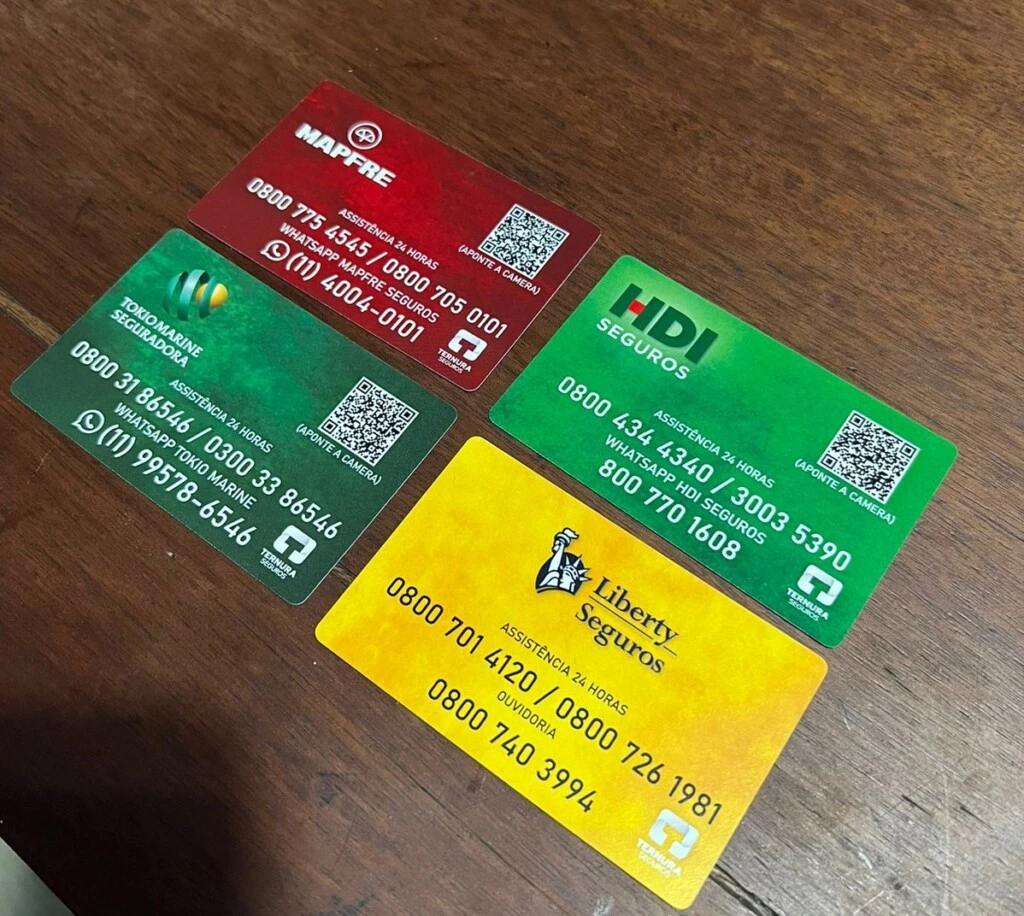 MAPFRE
ASSISTÊNCIA 24 HORAS
0800 775 4545 / 0800 705 0101
WHATSAPP MAPFRE SEGUROS
(11) 4004-0101
(APONTE A CAMERA)
TERNURA
SEGUROS
TOKIO MARINE
SEGURADORA
ASSISTÊNCIA 24 HORAS
0800 31 86546 / 0300 33 86546
WHATSAPP TOKIO MARINE
(11) 99578-6546
(APONTE A CAMERA)
TERNURA
SEGUROS
HDI
SEGUROS
ASSISTÊNCIA 24 HORAS
0800 434 4340 / 3003 5390
WHATSAPP HDI SEGUROS
800 770 1608
(APONTE A CAMERA)
TERNURA
SEGUROS
Liberty
Seguros
ASSISTÊNCIA 24 HORAS
0800 701 4120 / 0800 726 1981
OUVIDORIA
0800 740 3994
TERNURA
SEGUROS